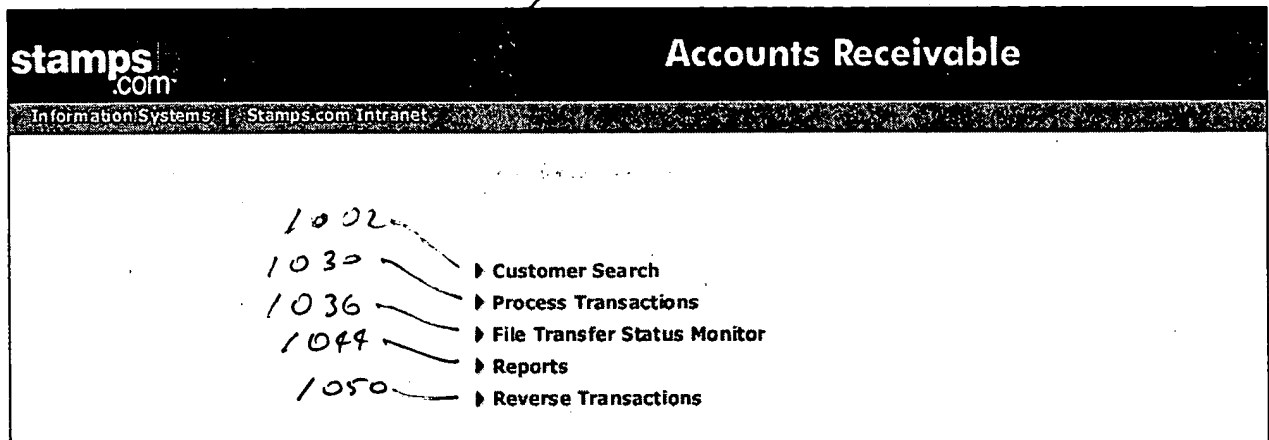 stamps
.com
Accounts Receivable
Information Systems | Stamps.com Intranet
1002
1030
1036
1044
1050
Customer Search
Process Transactions
File Transfer Status Monitor
Reports
Reverse Transactions